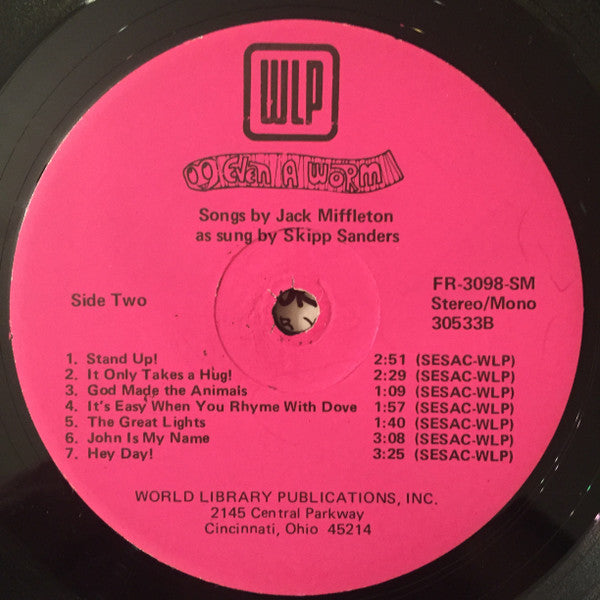 WLP
Even A Worm
Songs by Jack Miffleton
as sung by Skipp Sanders
Side Two
FR-3098-SM
Stereo/Mono
30533B
1. Stand Up! 2:51 (SESAC-WLP)
2. It Only Takes a Hug! 2:29 (SESAC-WLP)
3. God Made the Animals 1:09 (SESAC-WLP)
4. It's Easy When You Rhyme With Dove 1:57 (SESAC-WLP)
5. The Great Lights 1:40 (SESAC-WLP)
6. John Is My Name 3:08 (SESAC-WLP)
7. Hey Day! 3:25 (SESAC-WLP)
WORLD LIBRARY PUBLICATIONS, INC.
2145 Central Parkway
Cincinnati, Ohio 45214